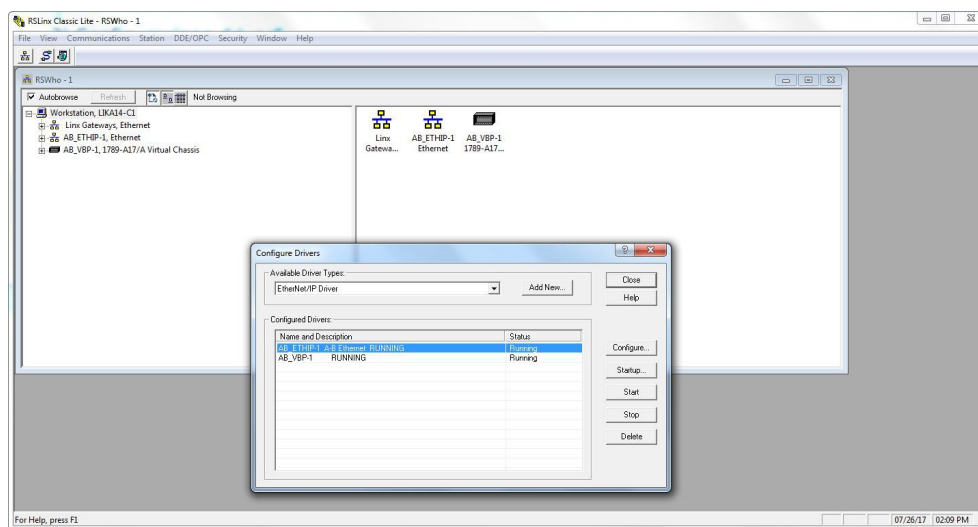 RSLinx Classic Lite - RSWho - 1
File View Communications Station DDE/OPC Security Window Help
RSWho - 1
Autobrowse Refresh Not Browsing
Workstation, LIKA14-C1
Linx Gateways, Ethernet
AB_ETHIP-1, Ethernet
AB_VBP-1, 1789-A17/A Virtual Chassis
Linx Gatewa...
AB_ETHIP-1 Ethernet
AB_VBP-1 1789-A17...
Configure Drivers
Available Driver Types:
EtherNet/IP Driver
Add New...
Close
Help
Configured Drivers:
Name and Description Status
AB_ETHIP-1 A-B Ethernet RUNNING Running
AB_VBP-1 RUNNING Running
Configure...
Startup...
Start
Stop
Delete
For Help, press F1
07/26/17 02:09 PM